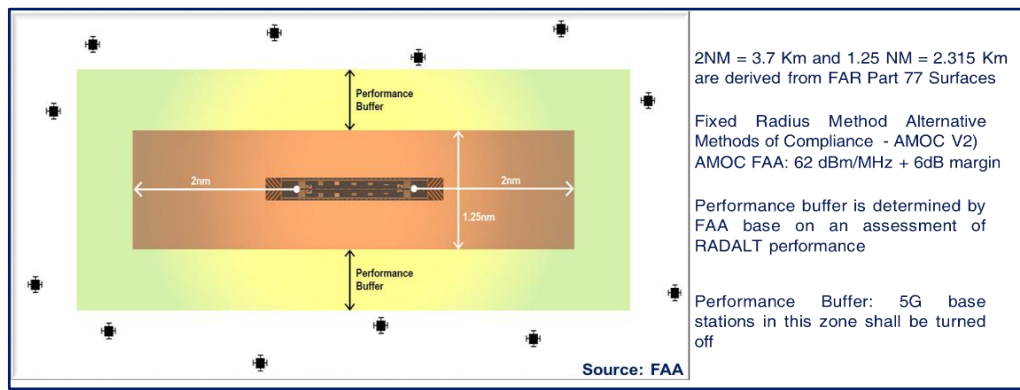 Performance
Buffer
2nm
2nm
1.25nm
Performance
Buffer
Source: FAA
2NM = 3.7 Km and 1.25 NM = 2.315 Km
are derived from FAR Part 77 Surfaces
Fixed Radius Method Alternative
Methods of Compliance - AMOC V2)
AMOC FAA: 62 dBm/MHz + 6dB margin
Performance buffer is determined by
FAA base on an assessment of
RADALT performance
Performance Buffer: 5G base
stations in this zone shall be turned
off